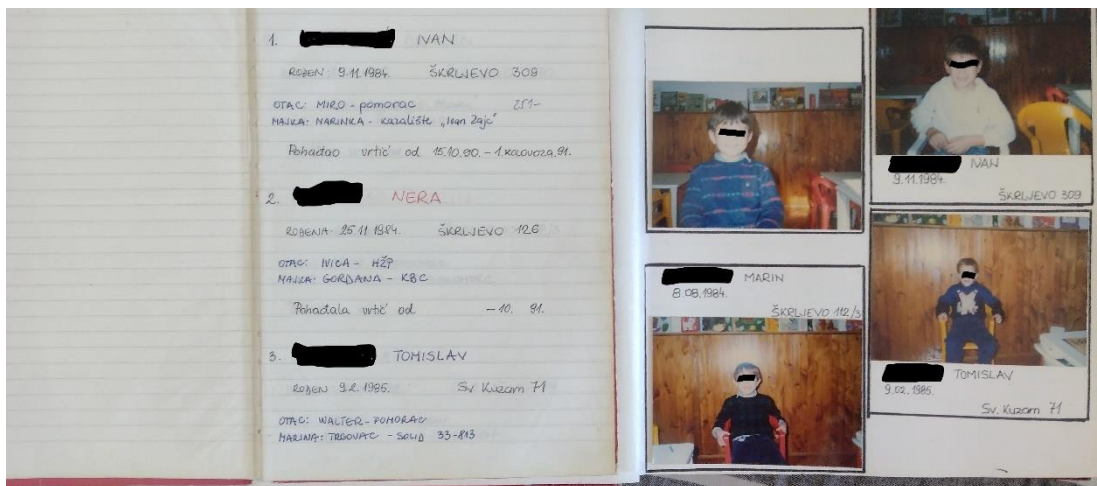 1. IVAN
ROĐEN: 9.11.1984. ŠKRLJEVO 309
OTAC: MIRO - pomorac 251-
MAJKA: MARINKA - kazalište „Ivan Zajc"
Pohađao vrtić od 15.10.90. - 1.kolovoza,91.
2. NERA
ROĐENA: 25.11.1984. ŠKRLJEVO 126
OTAC: IVICA - HŽP
MAJKA: GORDANA - KBC
Pohađala vrtić od - 10. 91.
3. TOMISLAV
ROĐEN 9.2.1985. Sv. Kuzam 71
OTAC: WALTER - POMORAC
MARINA: TRGOVAC - SOLID 33-813
MARIN
8.08.1984.
ŠKRLJEVO 112/3
IVAN
9.11.1984.
ŠKRLJEVO 309
TOMISLAV
9.02.1985.
Sv. Kuzam 71